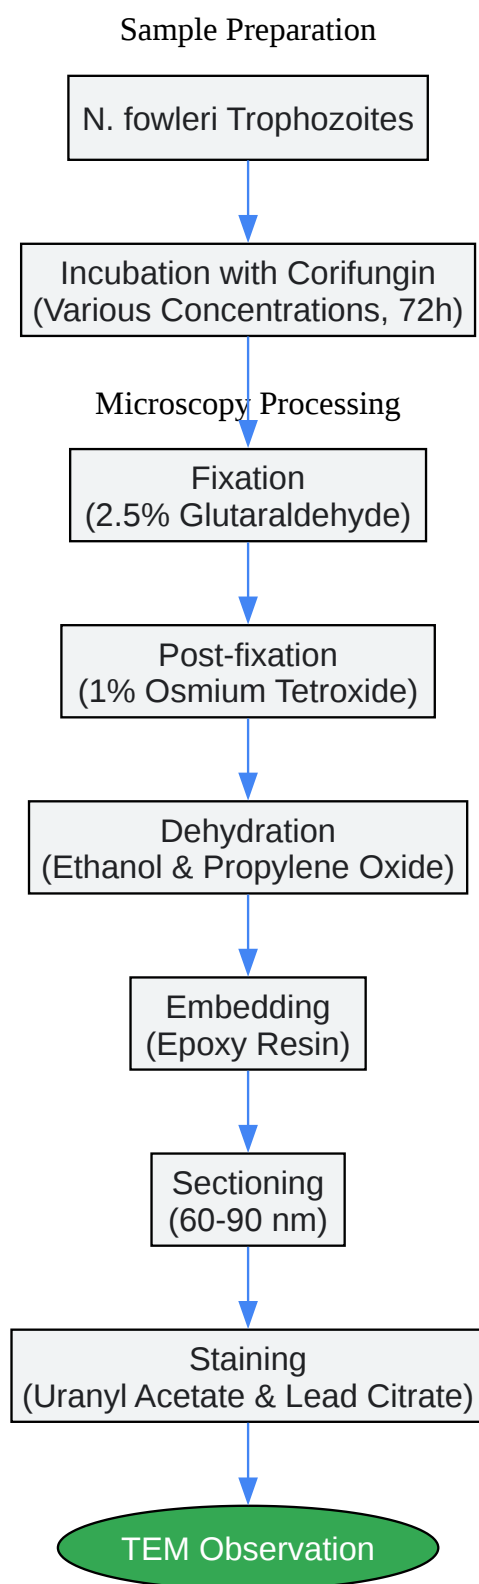 Sample Preparation
N. fowleri Trophozoites
Incubation with Corifungin
(Various Concentrations, 72h)
Microscopy Processing
Fixation
(2.5% Glutaraldehyde)
Post-fixation
(1% Osmium Tetroxide)
Dehydration
(Ethanol & Propylene Oxide)
Embedding
(Epoxy Resin)
Sectioning
(60-90 nm)
Staining
(Uranyl Acetate & Lead Citrate)
TEM Observation